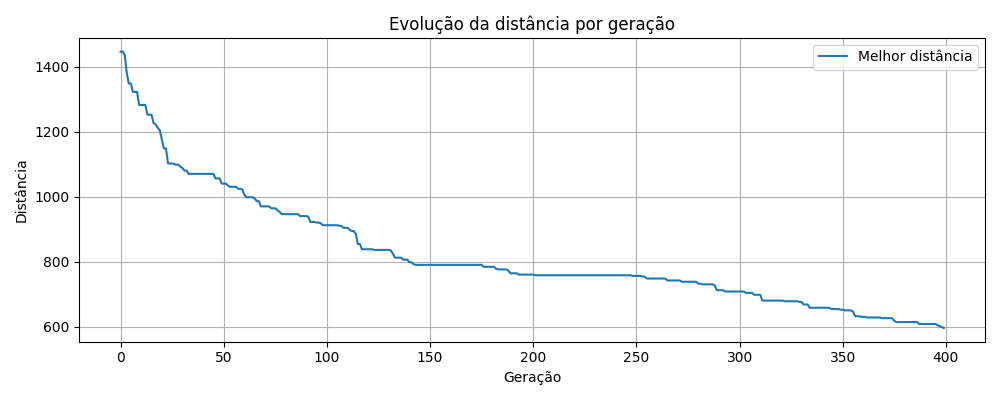 Evolução da distância por geração
Melhor distância
Distância
1400
1200
1000
800
600
0 50 100 150 200 250 300 350 400
Geração